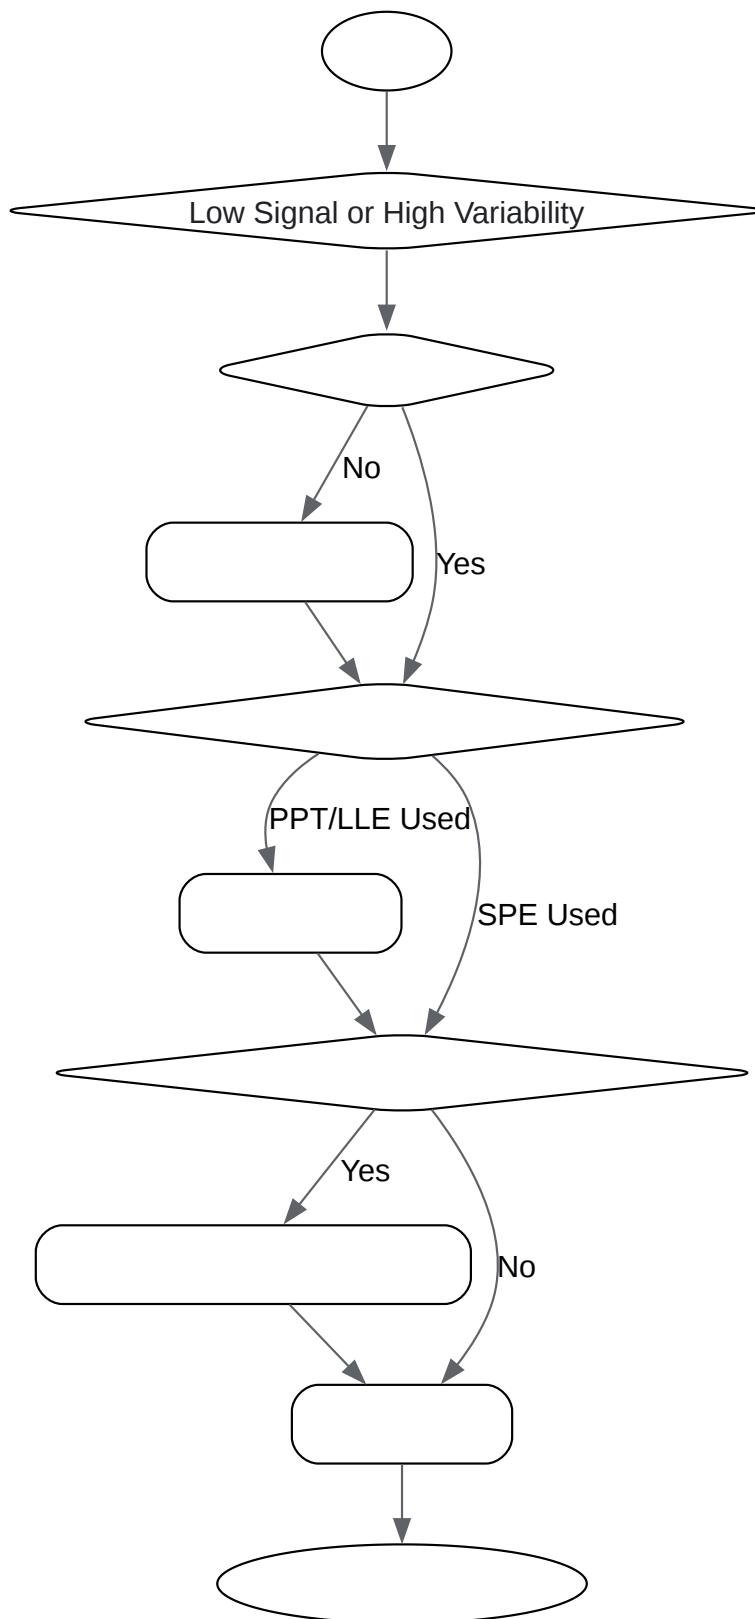 Low Signal or High Variability
No
Yes
PPT/LLE Used
SPE Used
Yes
No